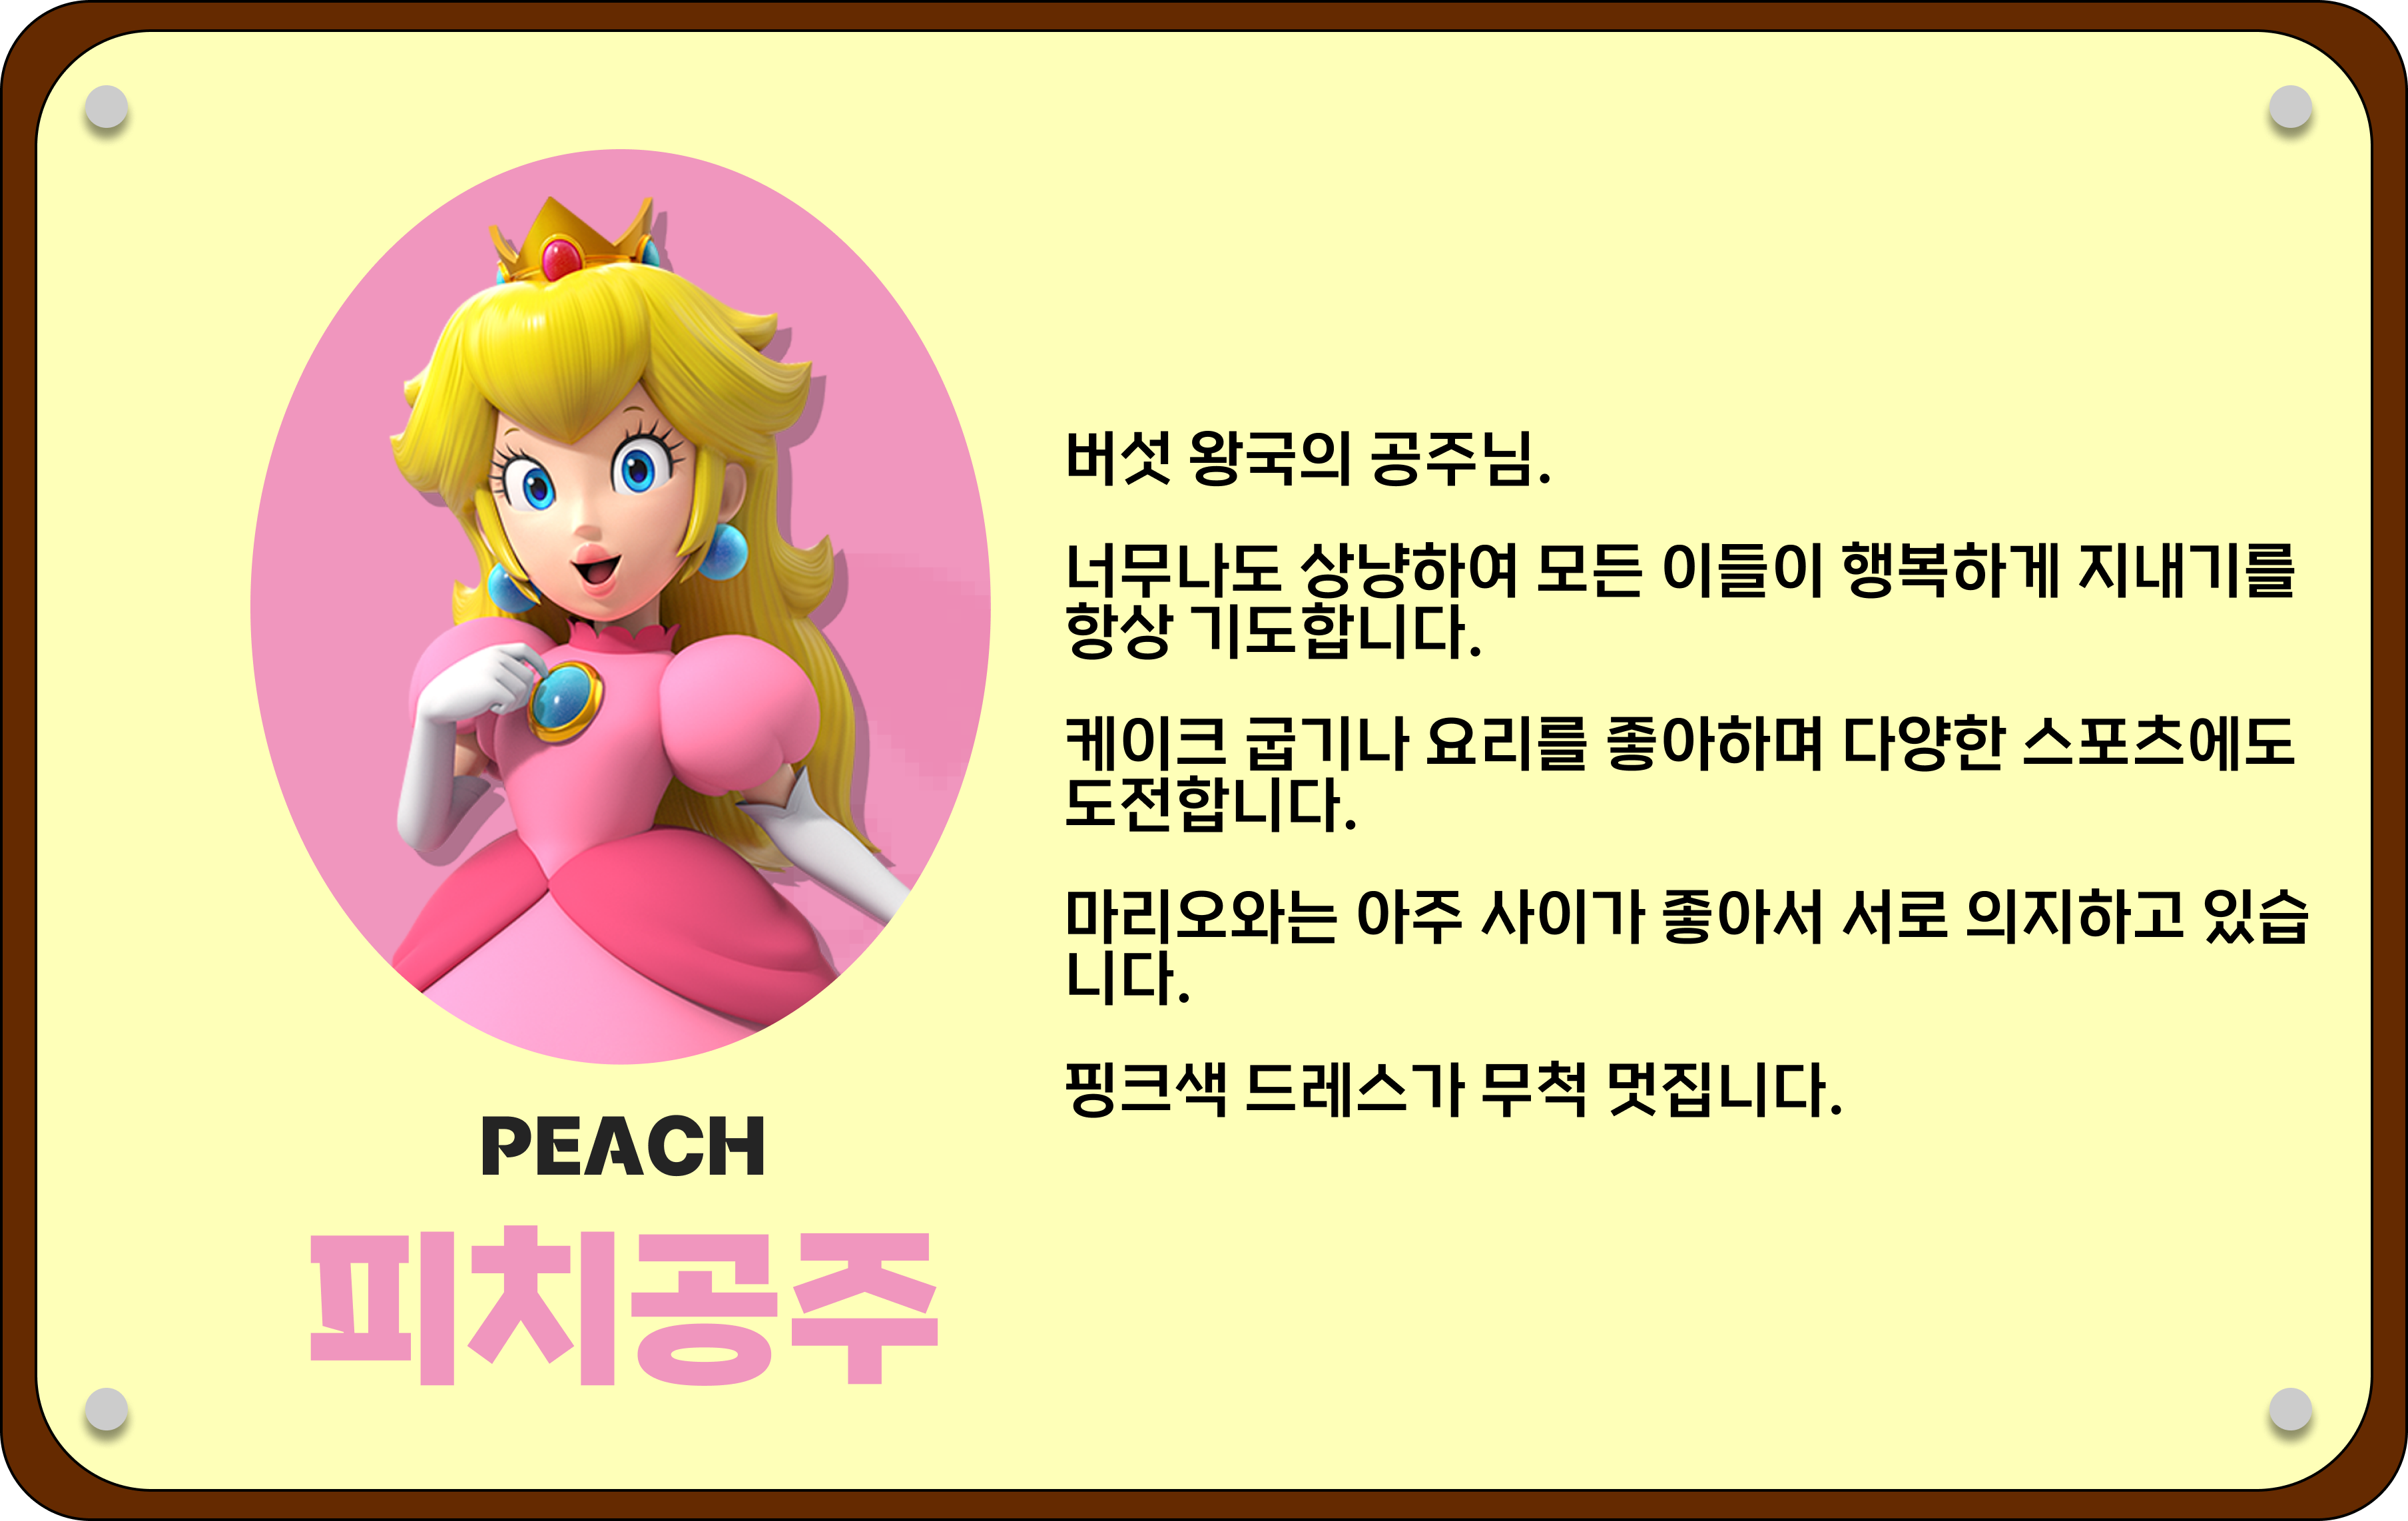 버섯 왕국의 공주님.
너무나도 상냥하여 모든 이들이 행복하게 지내기를
항상 기도합니다.
케이크 굽기나 요리를 좋아하며 다양한 스포츠에도
도전합니다.
마리오와는 아주 사이가 좋아서 서로 의지하고 있습
니다.
핑크색 드레스가 무척 멋집니다.
PEACH
피치공주